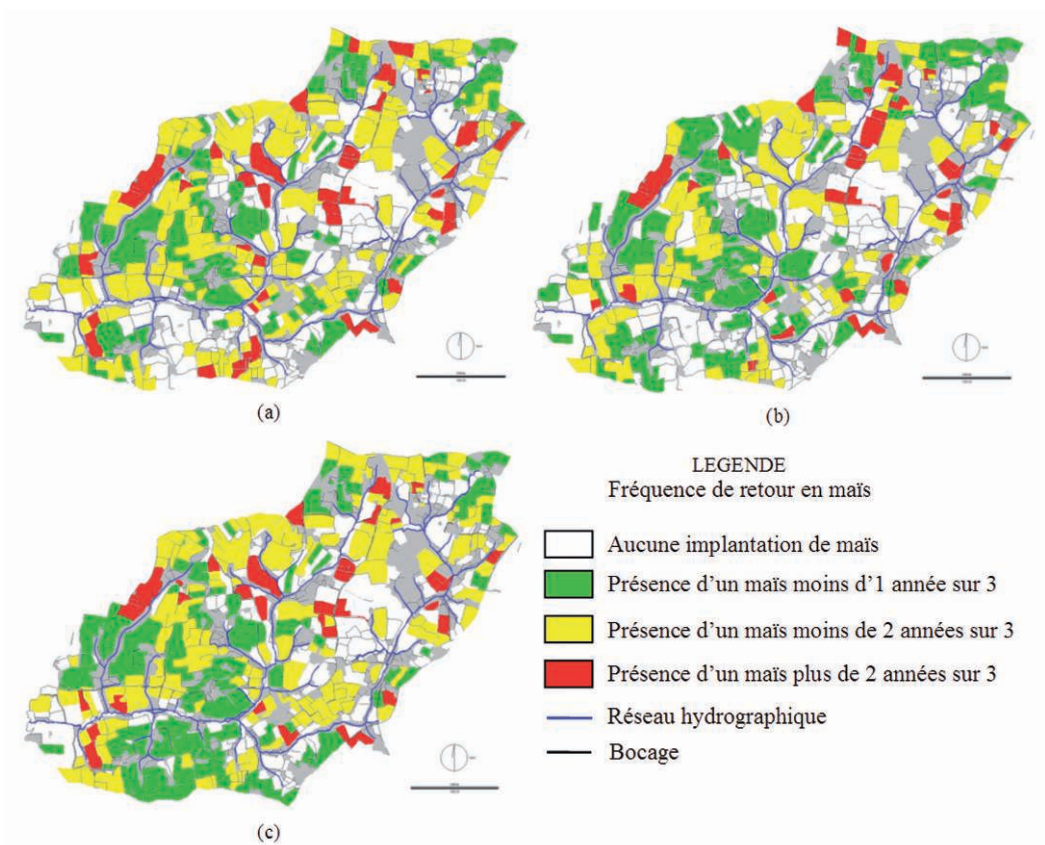 (a)
(b)
(c)
LEGENDE
Fréquence de retour en maïs
Aucune implantation de maïs
Présence d'un maïs moins d'1 année sur 3
Présence d'un maïs moins de 2 années sur 3
Présence d'un maïs plus de 2 années sur 3
Réseau hydrographique
Bocage